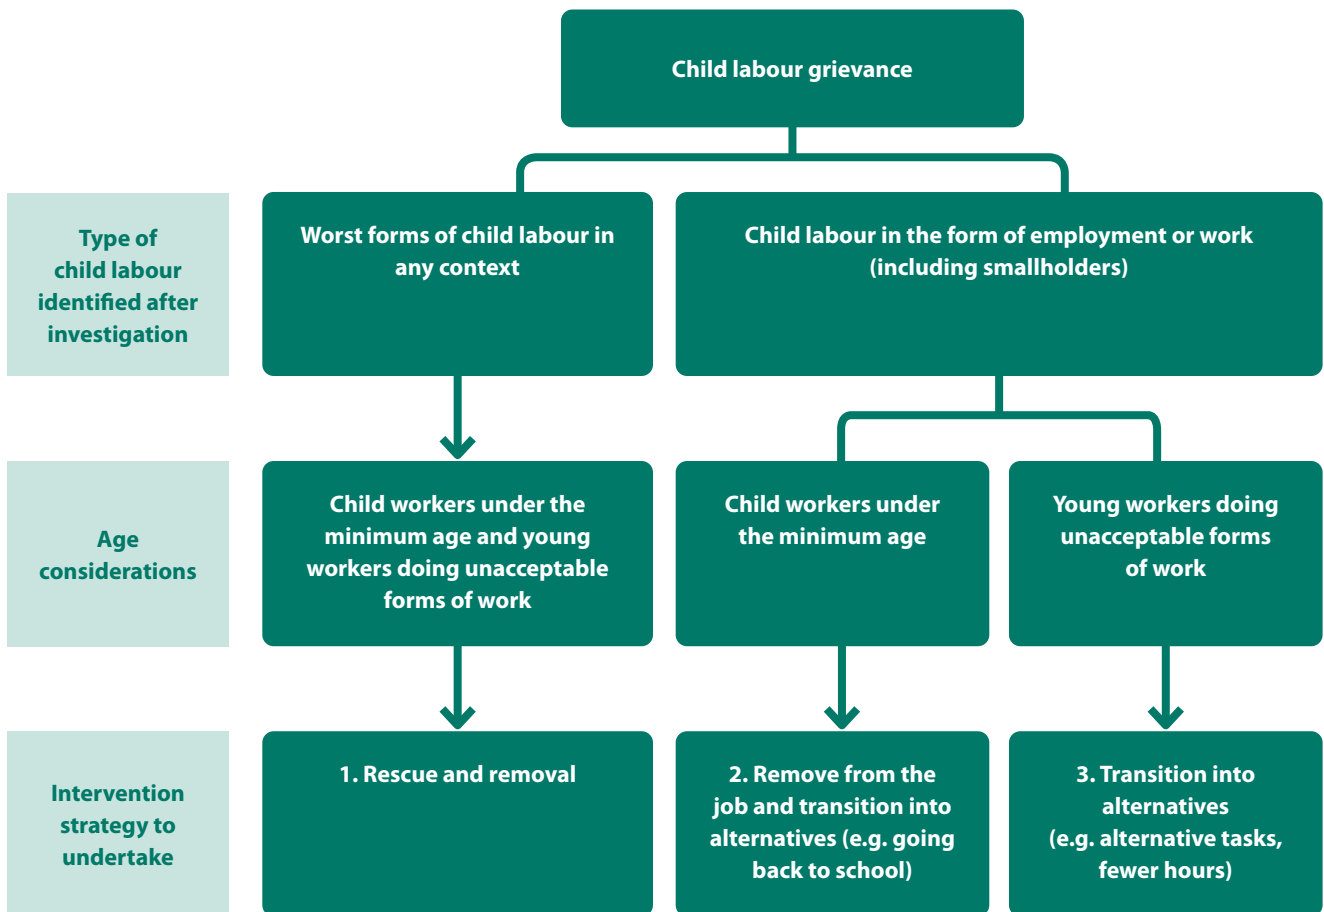 Child labour grievance
Type of
child labour
identified after
investigation
Worst forms of child labour in
any context
Child labour in the form of employment or work
(including smallholders)
Age
considerations
Child workers under the
minimum age and young
workers doing unacceptable
forms of work
Child workers under
the minimum age
Young workers doing
unacceptable forms
of work
Intervention
strategy to
undertake
1. Rescue and removal
2. Remove from the
job and transition into
alternatives (e.g. going
back to school)
3. Transition into
alternatives
(e.g. alternative tasks,
fewer hours)